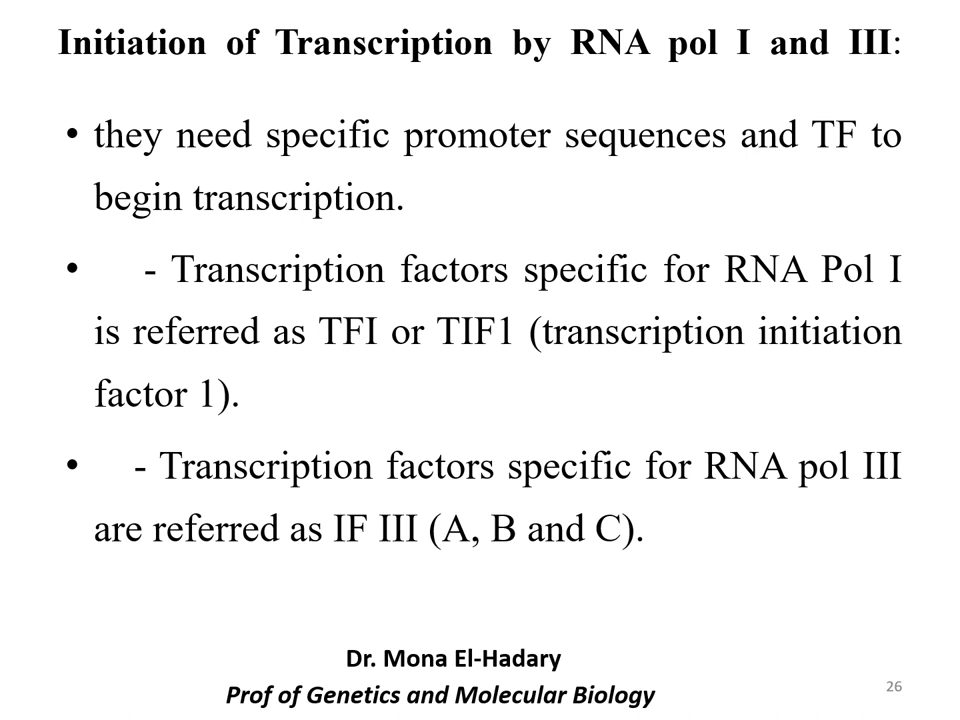 Initiation of Transcription by RNA pol I and III:
• they need specific promoter sequences and TF to
begin transcription.
• - Transcription factors specific for RNA Pol I
is referred as TFI or TIF1 (transcription initiation
factor 1).
• - Transcription factors specific for RNA pol III
are referred as IF III (A, B and C).
Dr. Mona El-Hadary
Prof of Genetics and Molecular Biology
26